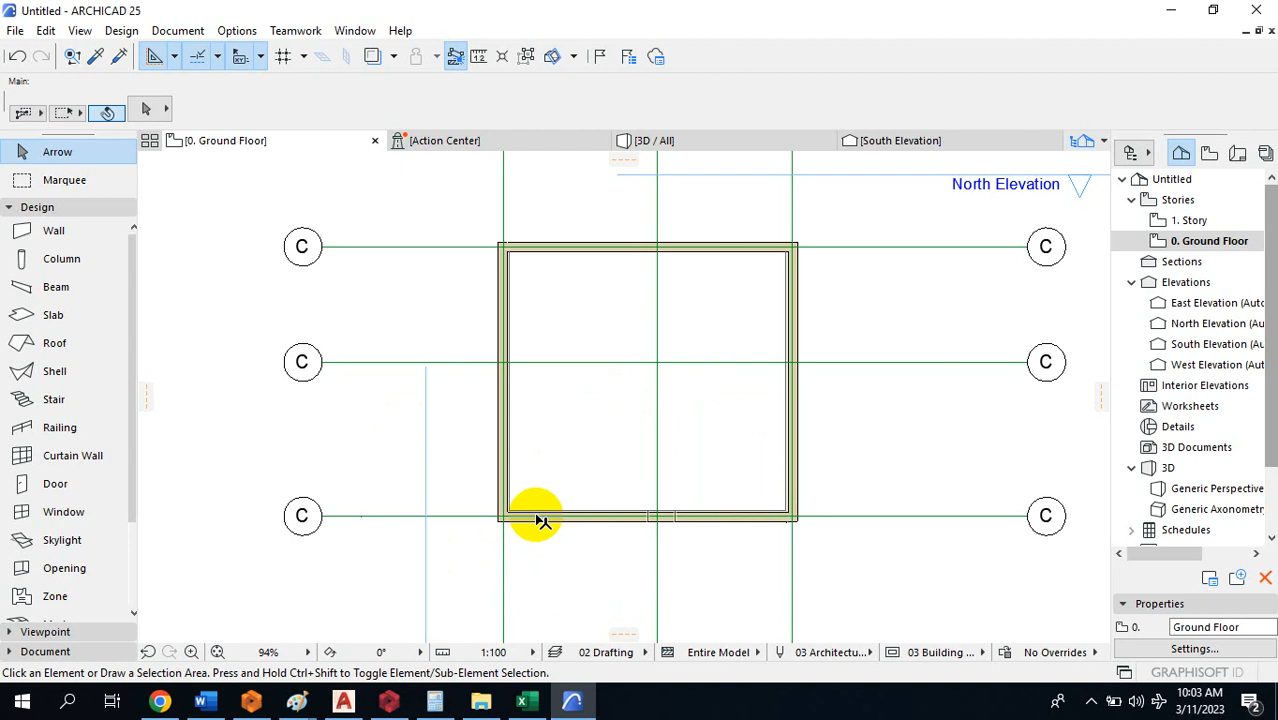 Untitled - ARCHICAD 25
File Edit View Design Document Options Teamwork Window Help
Main:
[0. Ground Floor]
[Action Center]
[3D / All]
[South Elevation]
Arrow
Marquee
Design
Wall
Column
Beam
Slab
Roof
Shell
Stair
Railing
Curtain Wall
Door
Window
Skylight
Opening
Zone
Viewpoint
Document
North Elevation
C C
C C
C C
Untitled
Stories
1. Story
0. Ground Floor
Sections
Elevations
East Elevation (Aut
North Elevation (Au
South Elevation (Au
West Elevation (Aut
Interior Elevations
Worksheets
Details
3D Documents
3D
Generic Perspective
Generic Axonometr
Schedules
Properties
0. Ground Floor
Settings...
94% 0° 1:100 02 Drafting Entire Model 03 Architectu... 03 Building ... No Overrides
Click an Element or Draw a Selection Area. Press and Hold Ctrl+Shift to Toggle Element/Sub-Element Selection.
GRAPHISOFT ID
10:03 AM
3/11/2023
2